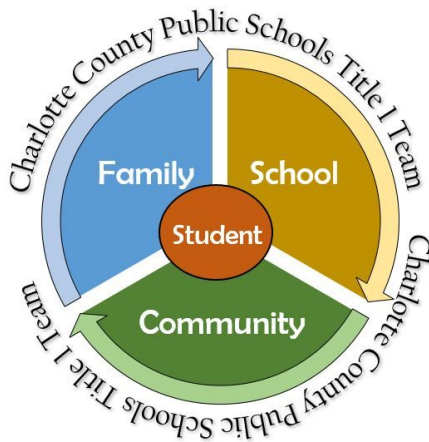 Charlotte County Public Schools Title I Team
Charlotte County Public Schools Title I Team
Family
School
Student
Community